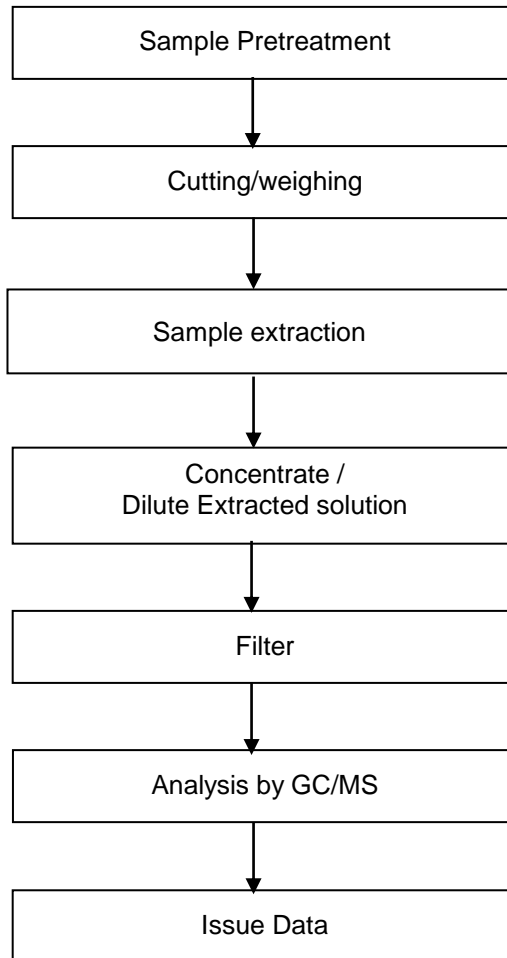 Sample Pretreatment
Cutting/weighing
Sample extraction
Concentrate /
Dilute Extracted solution
Filter
Analysis by GC/MS
Issue Data